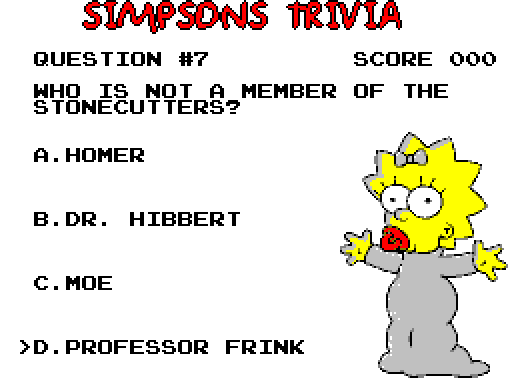 SIMPSONS TRIVIA
QUESTION #7 SCORE 000
WHO IS NOT A MEMBER OF THE
STONECUTTERS?
A.HOMER
B.DR. HIBBERT
C.MOE
>D.PROFESSOR FRINK